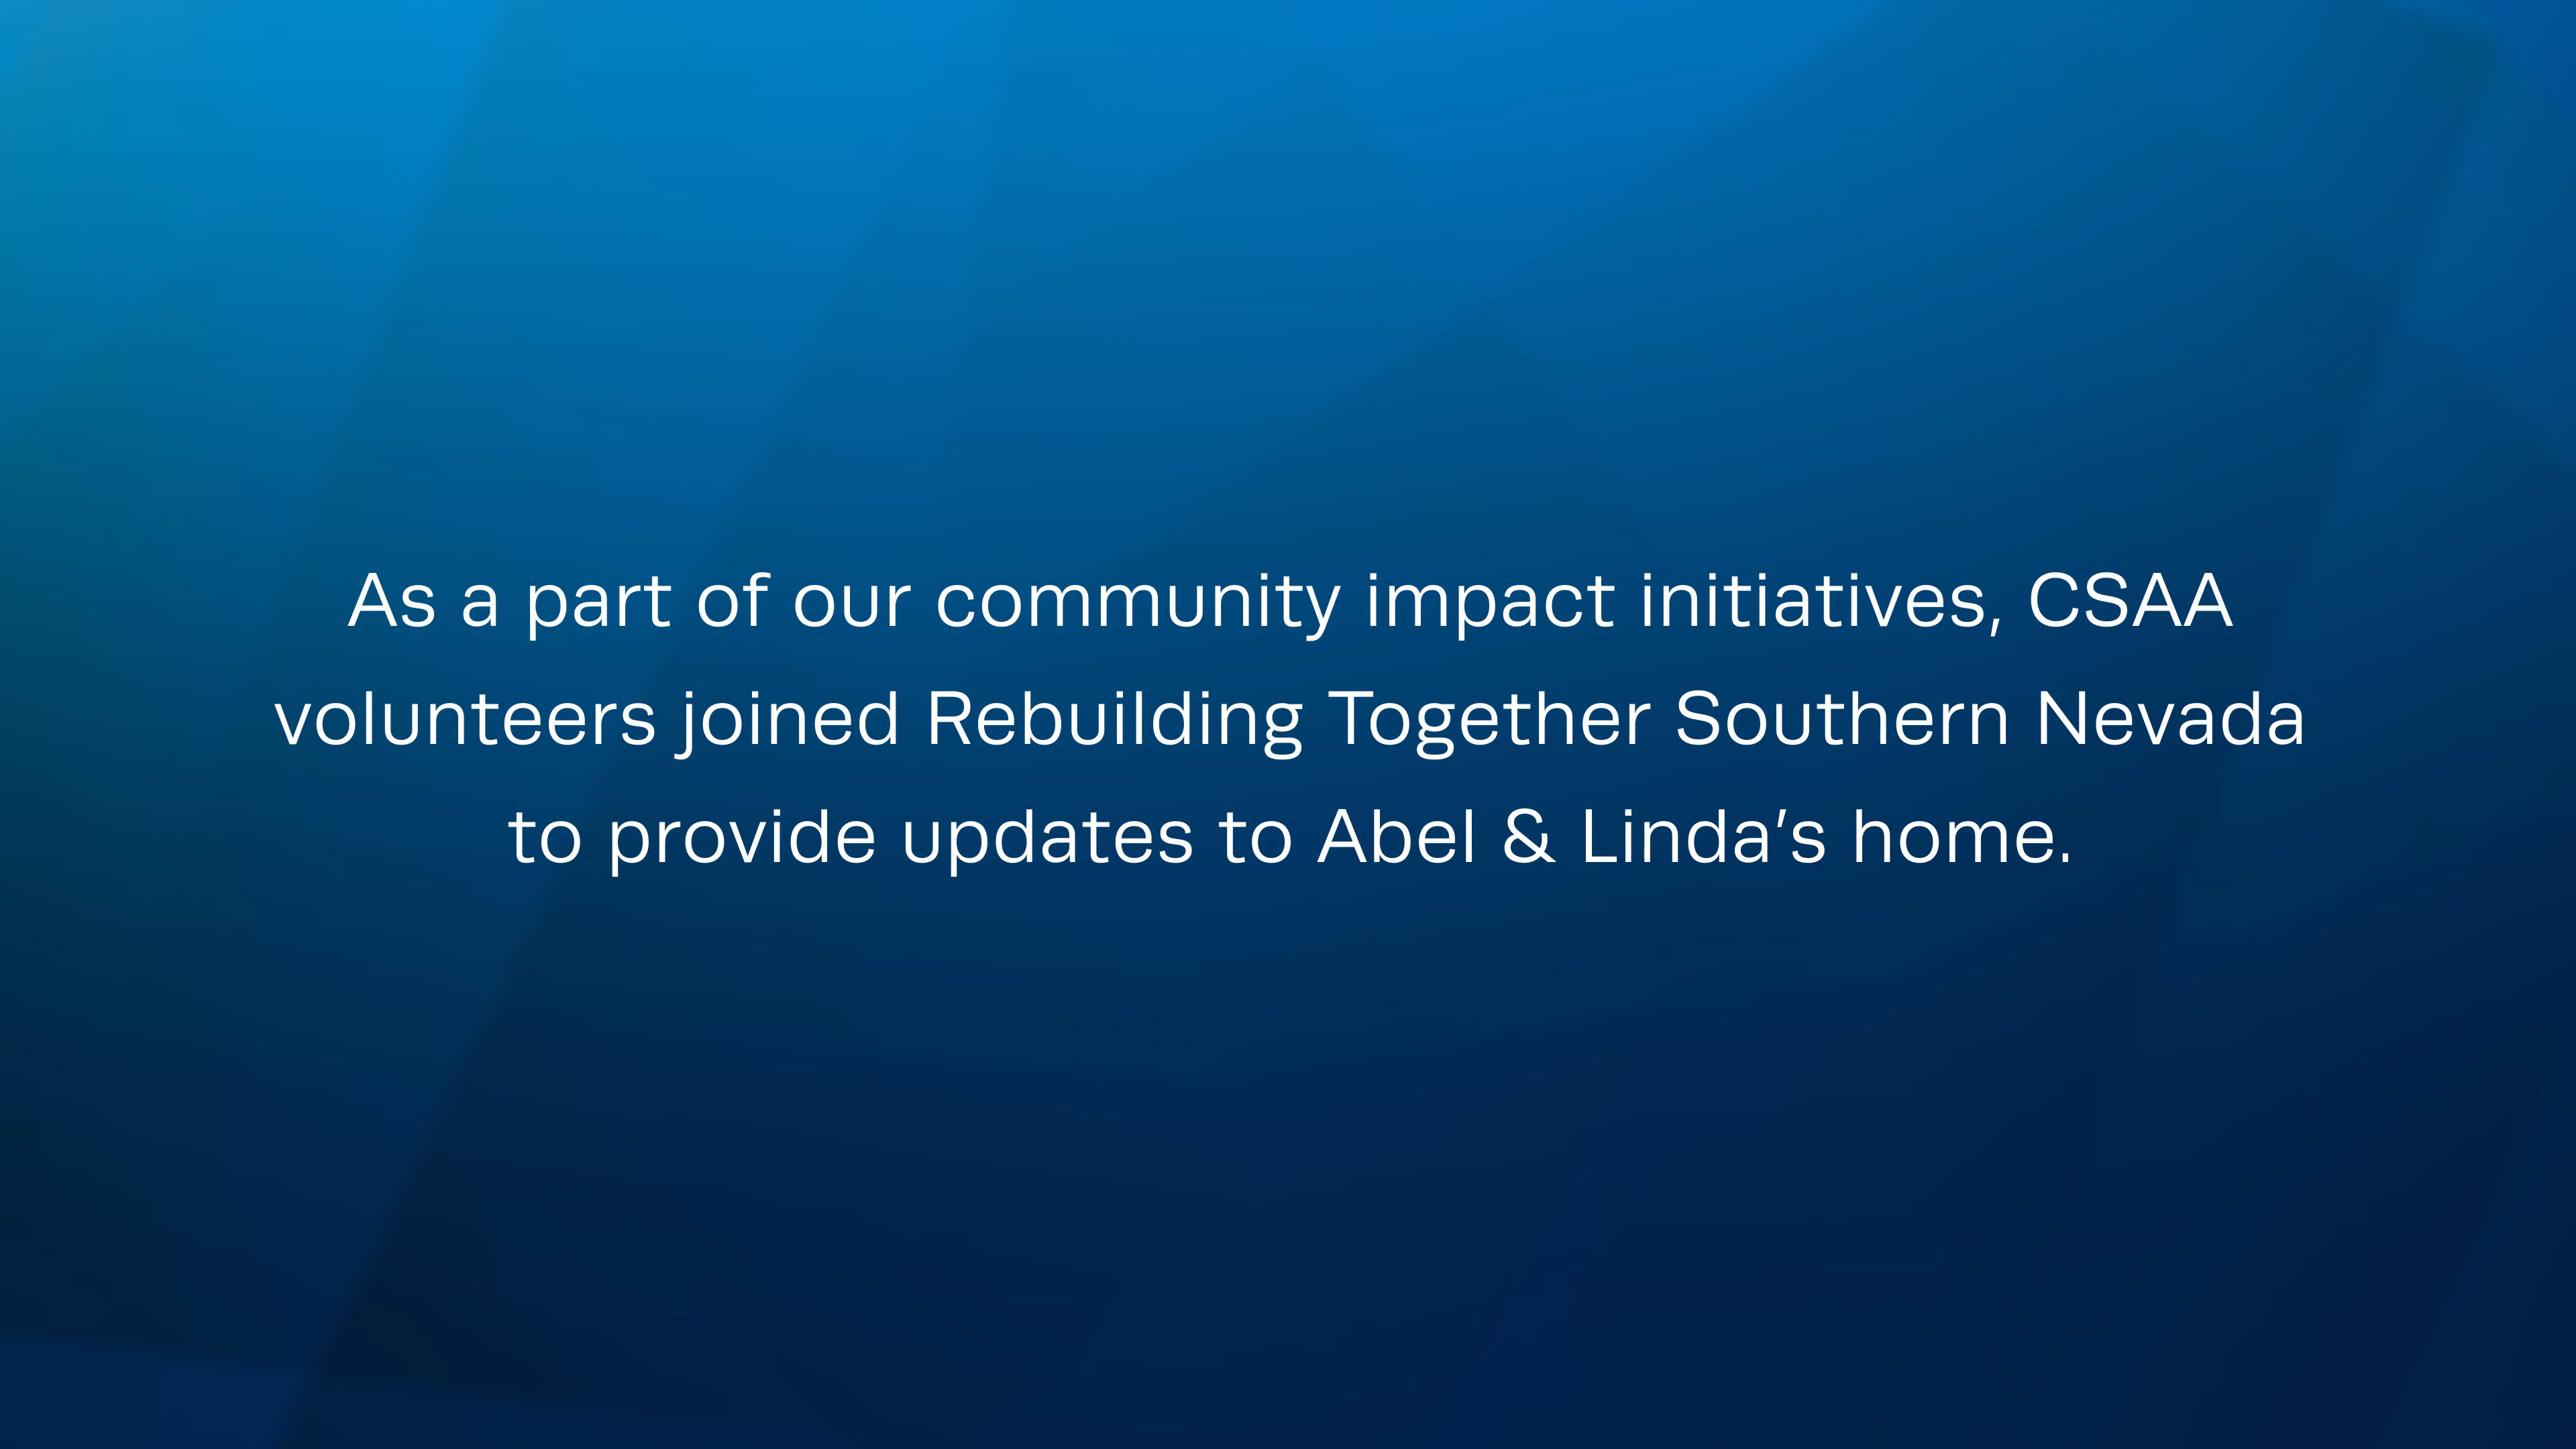 As a part of our community impact initiatives, CSAA
volunteers joined Rebuilding Together Southern Nevada
to provide updates to Abel & Linda’s home.